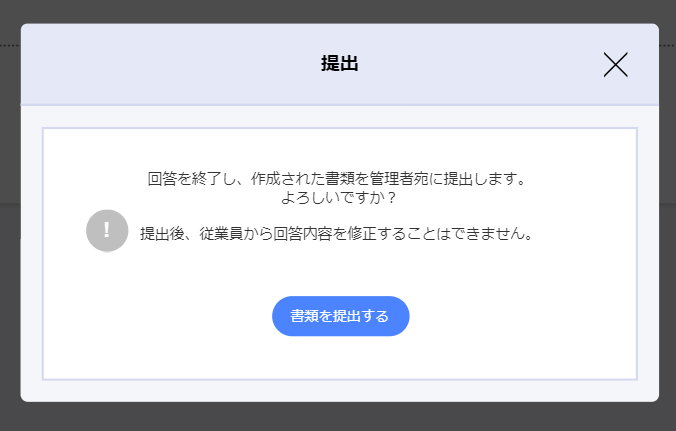 提出
回答を終了し、作成された書類を管理者宛に提出します。
よろしいですか？
! 提出後、従業員から回答内容を修正することはできません。
書類を提出する